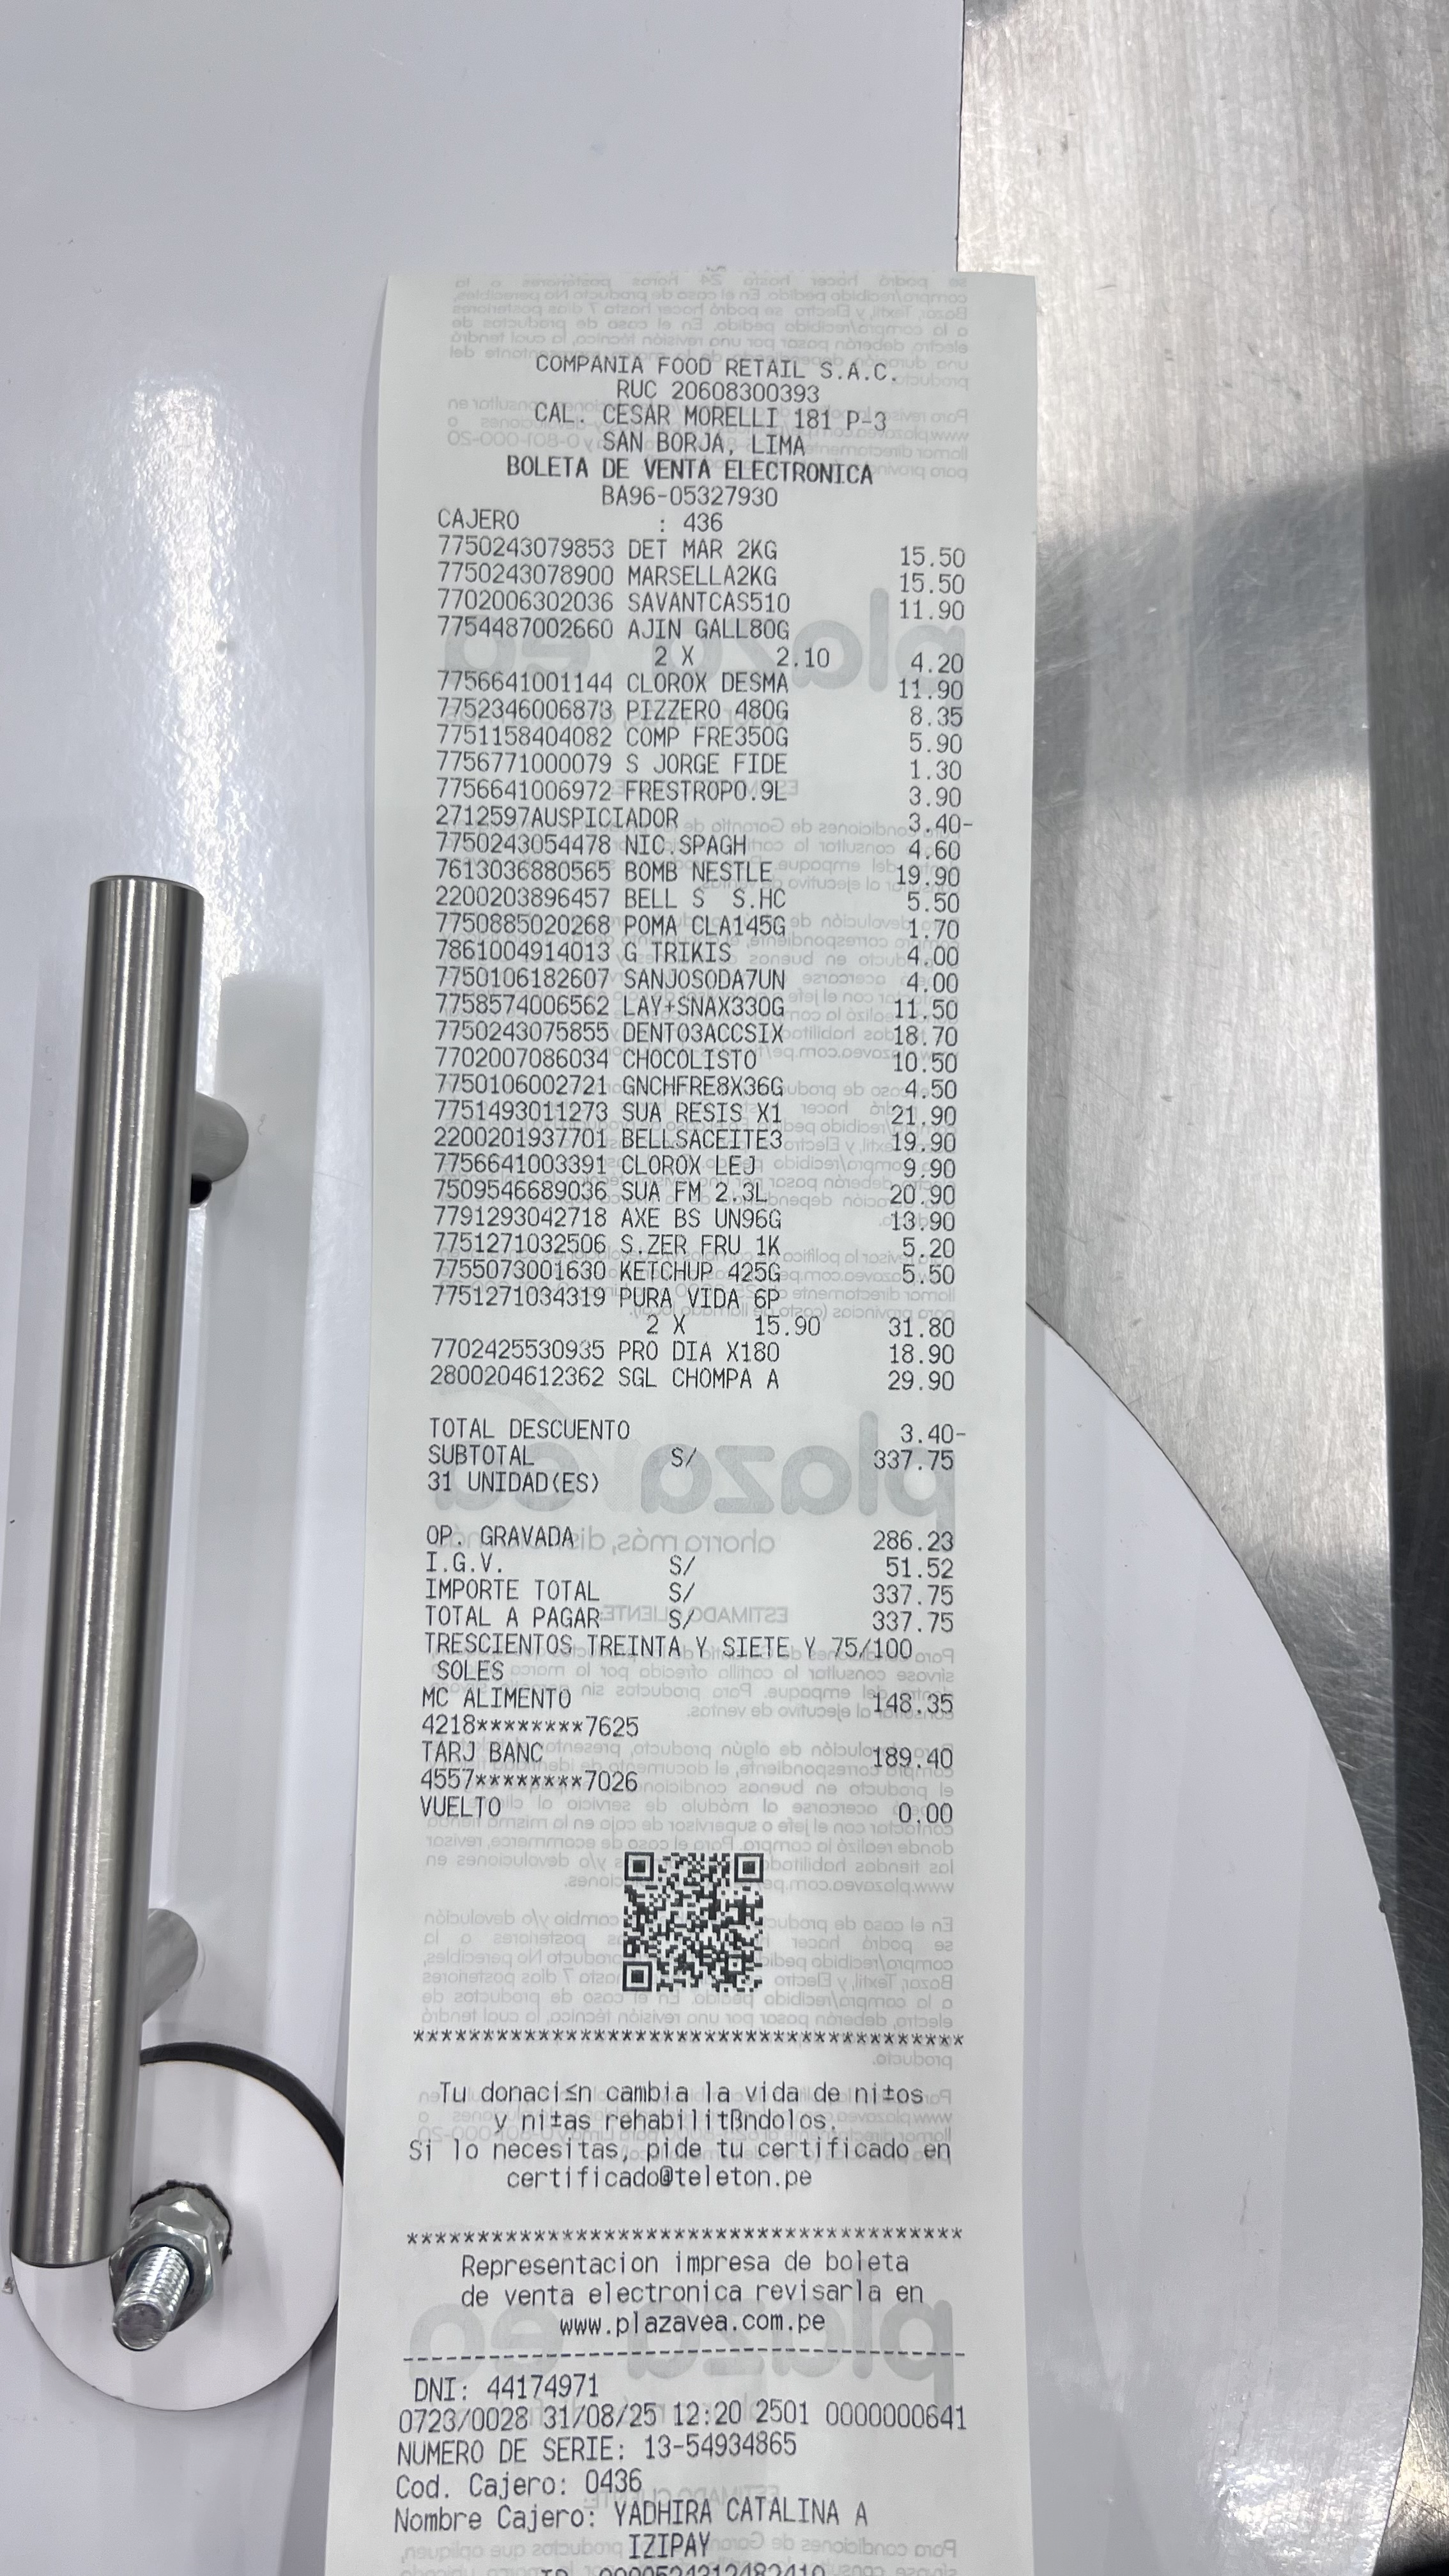 COMPANIA FOOD RETAIL S.A.C.
RUC 20608300393
CAL. CESAR MORELLI 181 P-3
SAN BORJA, LIMA
BOLETA DE VENTA ELECTRONICA
BA96-05327930
CAJERO : 436
7750243079853 DET MAR 2KG 15.50
7750243078900 MARSELLA2KG 15.50
7702006302036 SAVANTCAS510 11.90
7754487002660 AJIN GALL80G
2 X 2.10 4.20
7756641001144 CLOROX DESMA 11.90
7752346006873 PIZZERO 480G 8.35
7751158404082 COMP FRE350G 5.90
7756771000079 S JORGE FIDE 1.30
7756641006972 FRESTROP0.9L 3.90
2712597AUSPICIADOR 3.40-
7750243054478 NIC.SPAGH 4.60
7613036880565 BOMB NESTLE 19.90
2200203896457 BELL S S.HC 5.50
7750885020268 POMA CLA145G 1.70
7861004914013 G TRIKIS 4.00
7750106182607 SANJOSODA7UN 4.00
7758574006562 LAY+SNAX330G 11.50
7750243075855 DENTO3ACCSIX 18.70
7702007086034 CHOCOLISTO 10.50
7750106002721 GNCHFRE8X36G 4.50
7751493011273 SUA RESIS X1 21.90
2200201937701 BELLSACEITE3 19.90
7756641003391 CLOROX LEJ 9.90
7509546689036 SUA FM 2.3L 20.90
7791293042718 AXE BS UN96G 13.90
7751271032506 S.ZER FRU 1K 5.20
7755073001630 KETCHUP 425G 5.50
7751271034319 PURA VIDA 6P
2 X 15.90 31.80
7702425530935 PRO DIA X180 18.90
2800204612362 SGL CHOMPA A 29.90
TOTAL DESCUENTO 3.40-
SUBTOTAL S/ 337.75
31 UNIDAD(ES)
OP. GRAVADA 286.23
I.G.V. S/ 51.52
IMPORTE TOTAL S/ 337.75
TOTAL A PAGAR S/ 337.75
TRESCIENTOS TREINTA Y SIETE Y 75/100
SOLES
MC ALIMENTO 148.35
4218********7625
TARJ BANC 189.40
4557********7026
VUELTO 0.00
***************************************
Tu donaci≤n cambia la vida de ni±os
y ni±as rehabilitßndolos.
Si lo necesitas, pide tu certificado en
certificado@teleton.pe
***************************************
Representacion impresa de boleta
de venta electronica revisarla en
www.plazavea.com.pe
----------------------------------------
DNI: 44174971
0723/0028 31/08/25 12:20 2501 0000000641
NUMERO DE SERIE: 13-54934865
Cod. Cajero: 0436
Nombre Cajero: YADHIRA CATALINA A
IZIPAY